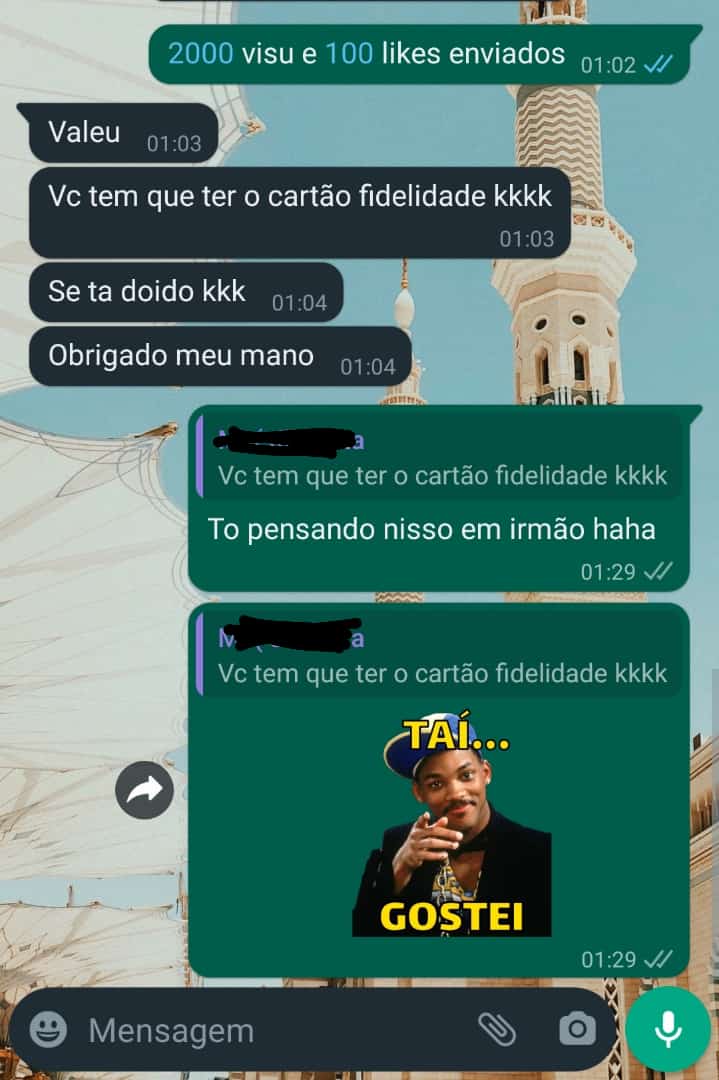 2000 visu e 100 likes enviados 01:02
Valeu 01:03
Vc tem que ter o cartão fidelidade kkkk
01:03
Se ta doido kkk 01:04
Obrigado meu mano 01:04
a
Vc tem que ter o cartão fidelidade kkkk
To pensando nisso em irmão haha
01:29
M a
Vc tem que ter o cartão fidelidade kkkk
TAÍ...
GOSTEI
01:29
Mensagem